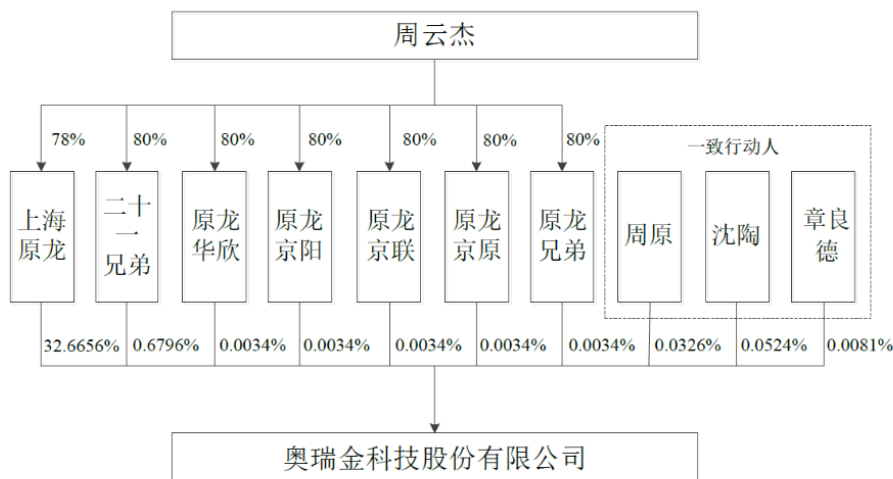 周云杰
78%
80%
80%
80%
80%
80%
80%
一致行动人
上海
原龙
二十
一
兄弟
原龙
华欣
原龙
京阳
原龙
京联
原龙
京原
原龙
兄弟
周原
沈陶
章良
德
32.6656%
0.6796%
0.0034%
0.0034%
0.0034%
0.0034%
0.0034%
0.0326%
0.0524%
0.0081%
奥瑞金科技股份有限公司